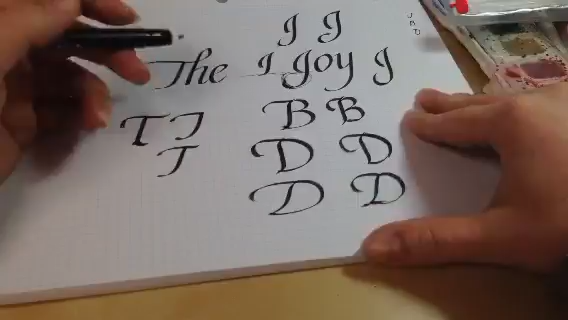 J J
The I Joy J
T T B B
T D D
D D